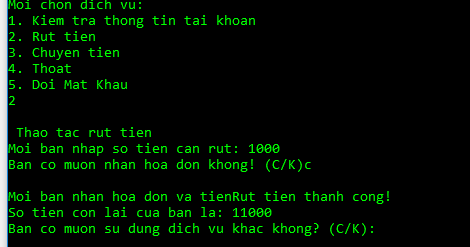 Moi chon dich vu:
1. Kiem tra thong tin tai khoan
2. Rut tien
3. Chuyen tien
4. Thoat
5. Doi Mat Khau
2
Thao tac rut tien
Moi ban nhap so tien can rut: 1000
Ban co muon nhan hoa don khong! (C/K)c
Moi ban nhan hoa don va tienRut tien thanh cong!
So tien con lai cua ban la: 11000
Ban co muon su dung dich vu khac khong? (C/K):